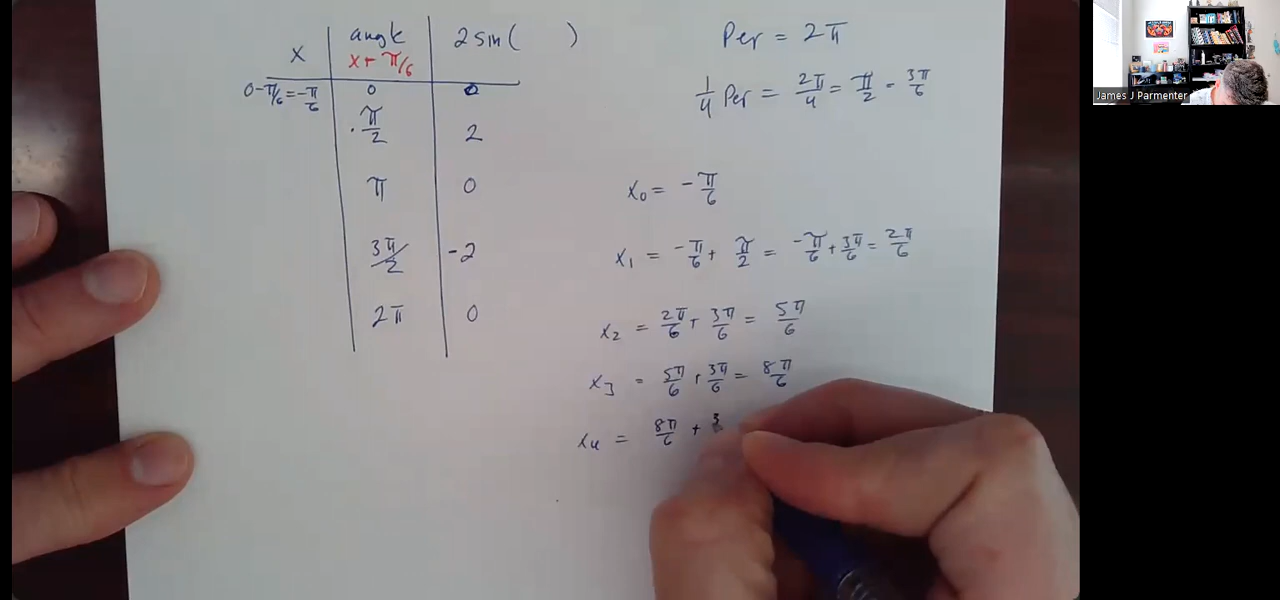 x | angle | 2 sin( )
x + π/6
0 - π/6 = -π/6 | 0 | 0
π/2 | 2
π | 0
3π/2 | -2
2π | 0
Per = 2π
1/4 Per = 2π/4 = π/2 - 3π/6
x₀ = -π/6
x₁ = -π/6 + π/2 = -π/6 + 3π/6 = 2π/6
x₂ = 2π/6 + 3π/6 = 5π/6
x₃ = 5π/6 + 3π/6 = 8π/6
x₄ = 8π/6 + 3
James J Parmenter